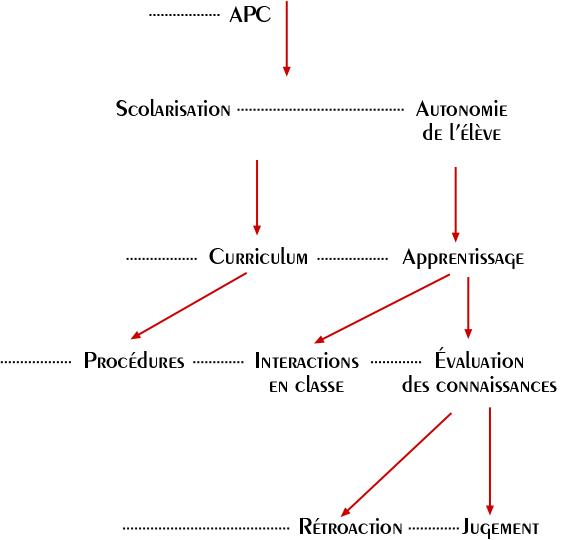 APC
Scolarisation Autonomie
de l'élève
Curriculum Apprentissage
Procédures Interactions Évaluation
en classe des connaissances
Rétroaction Jugement